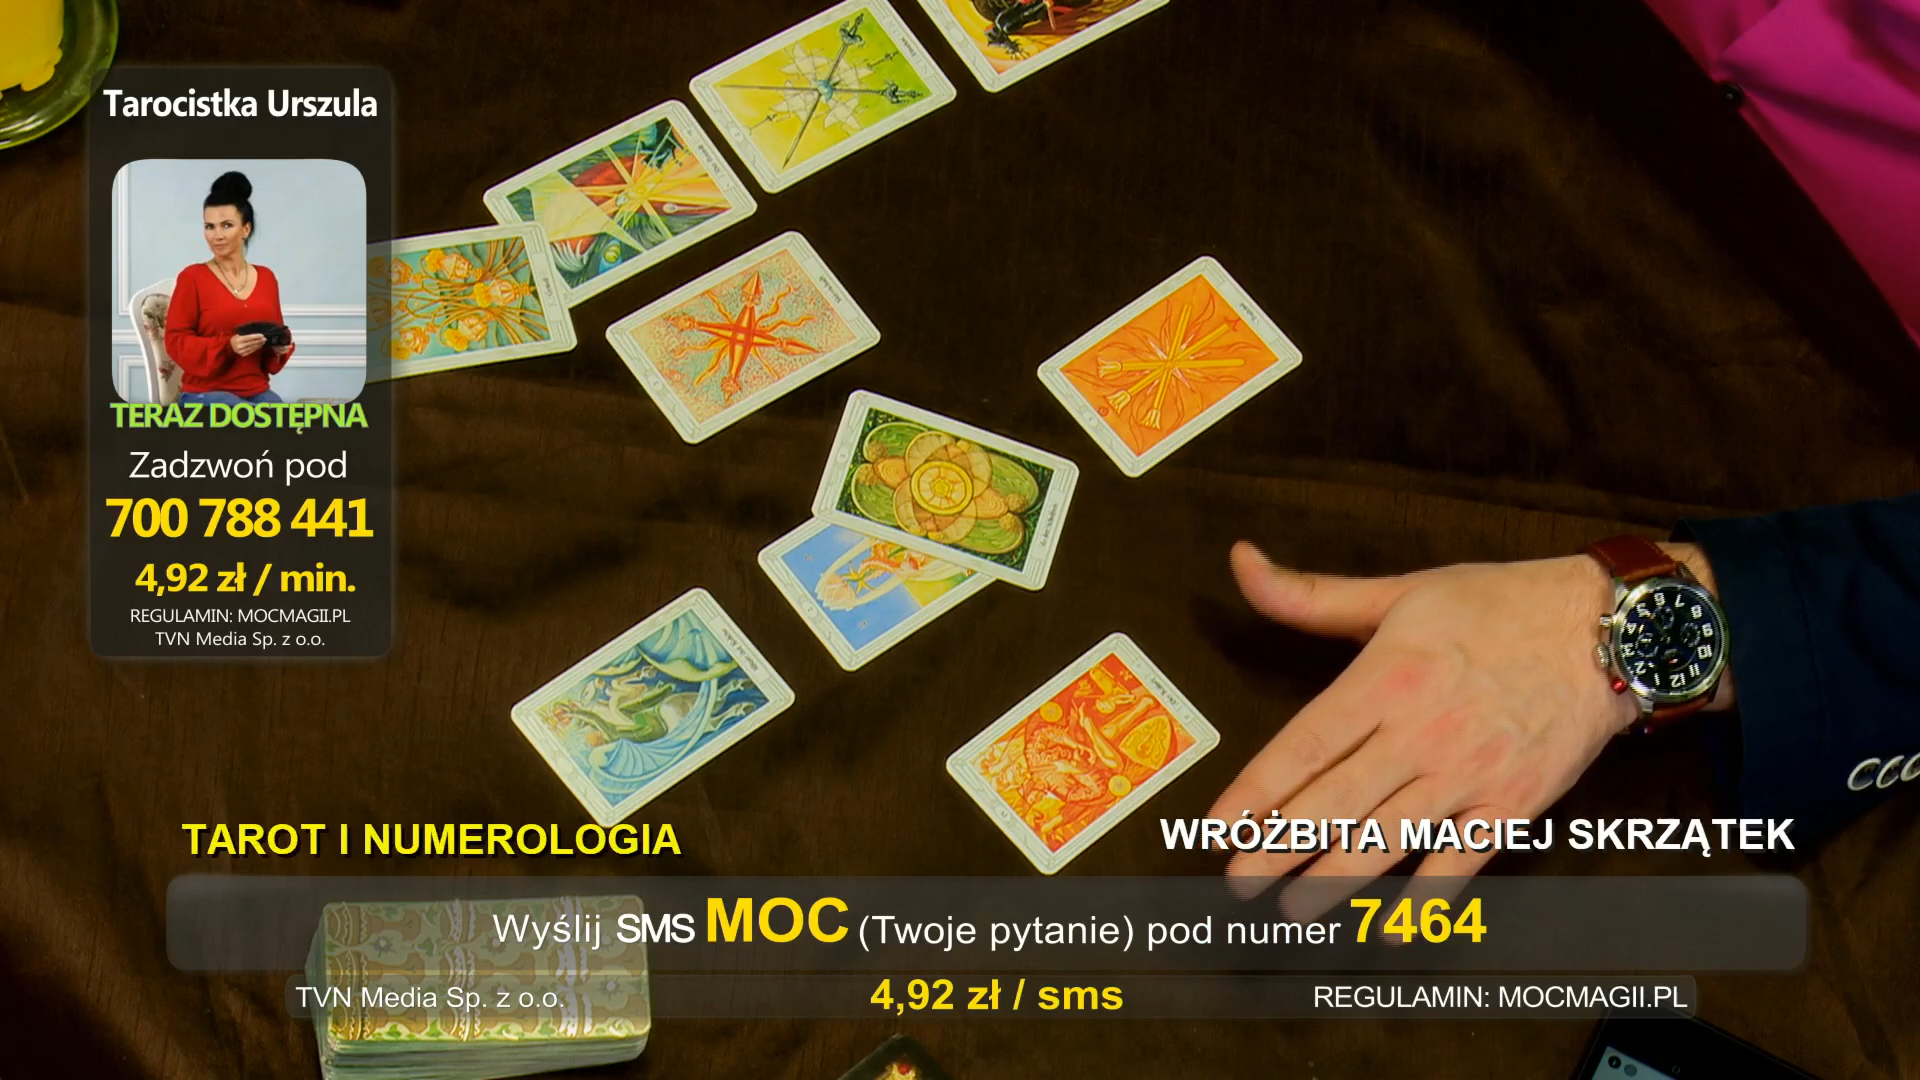 Tarocistka Urszula
TERAZ DOSTĘPNA
Zadzwoń pod
700 788 441
4,92 zł / min.
REGULAMIN: MOCMAGII.PL
TVN Media Sp. z o.o.
TAROT I NUMEROLOGIA
WRÓŻBITA MACIEJ SKRZĄTEK
Wyślij SMS MOC (Twoje pytanie) pod numer 7464
TVN Media Sp. z o.o.
4,92 zł / sms
REGULAMIN: MOCMAGII.PL